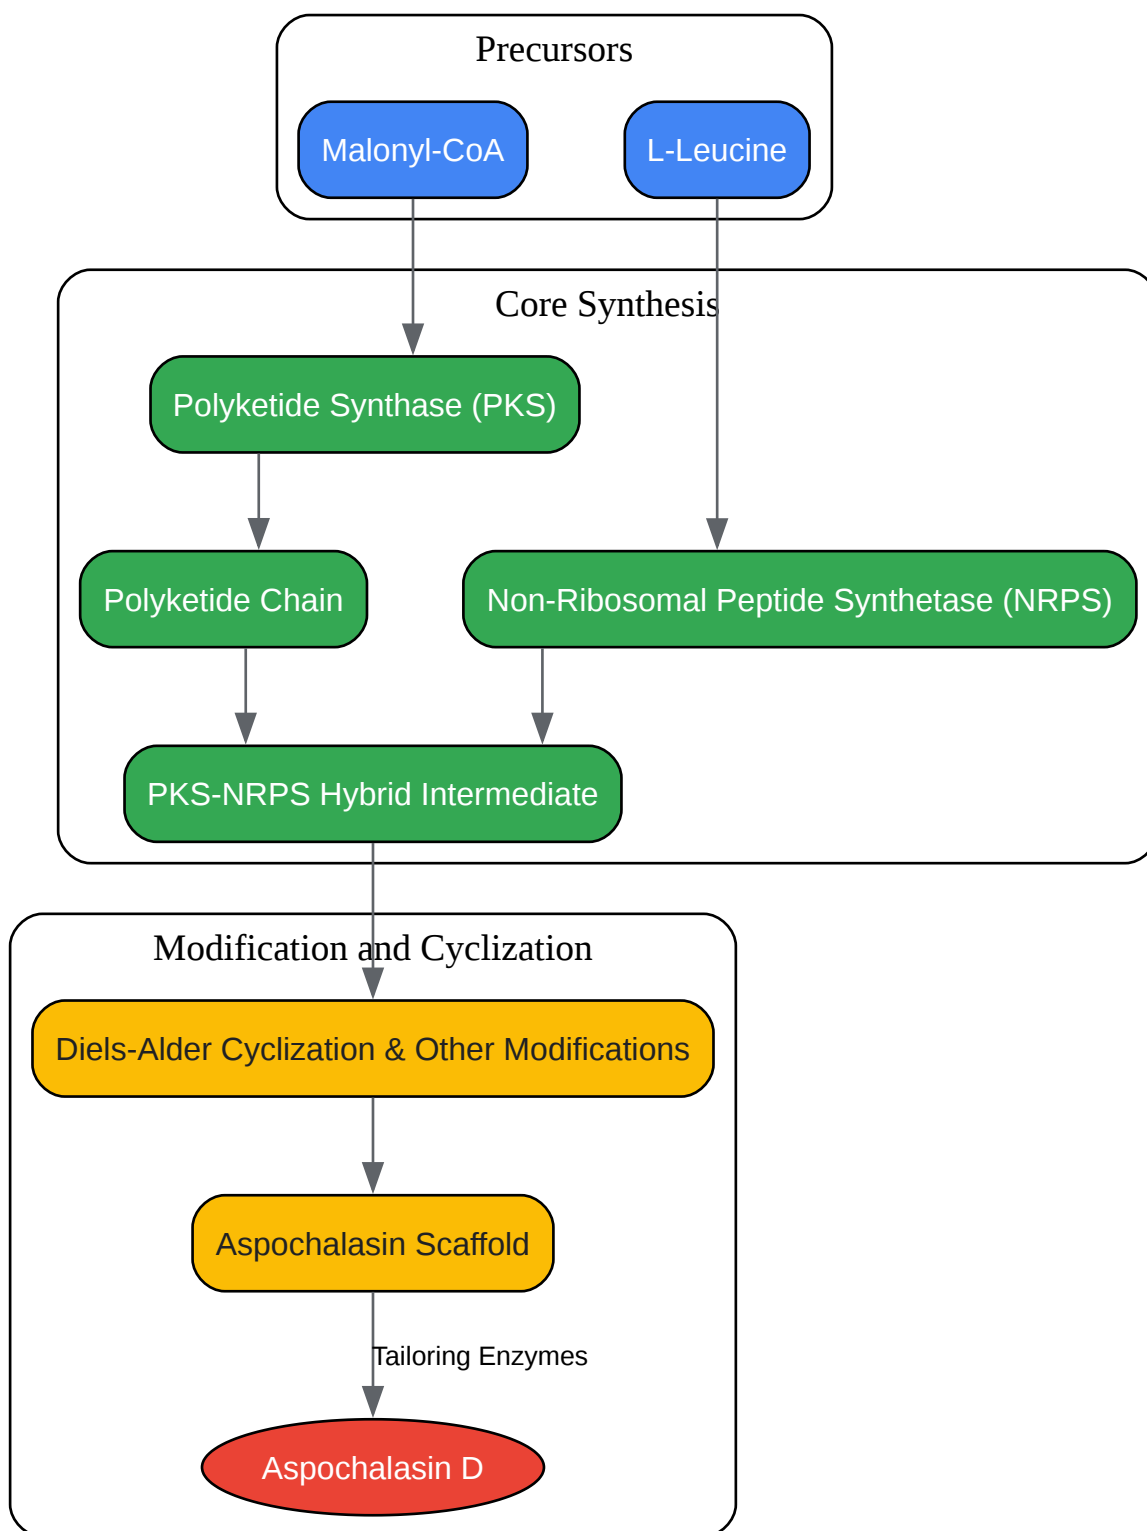 Precursors
Malonyl-CoA
L-Leucine
Core Synthesis
Polyketide Synthase (PKS)
Polyketide Chain
Non-Ribosomal Peptide Synthetase (NRPS)
PKS-NRPS Hybrid Intermediate
Modification and Cyclization
Diels-Alder Cyclization & Other Modifications
Aspochalasin Scaffold
Tailoring Enzymes
Aspochalasin D